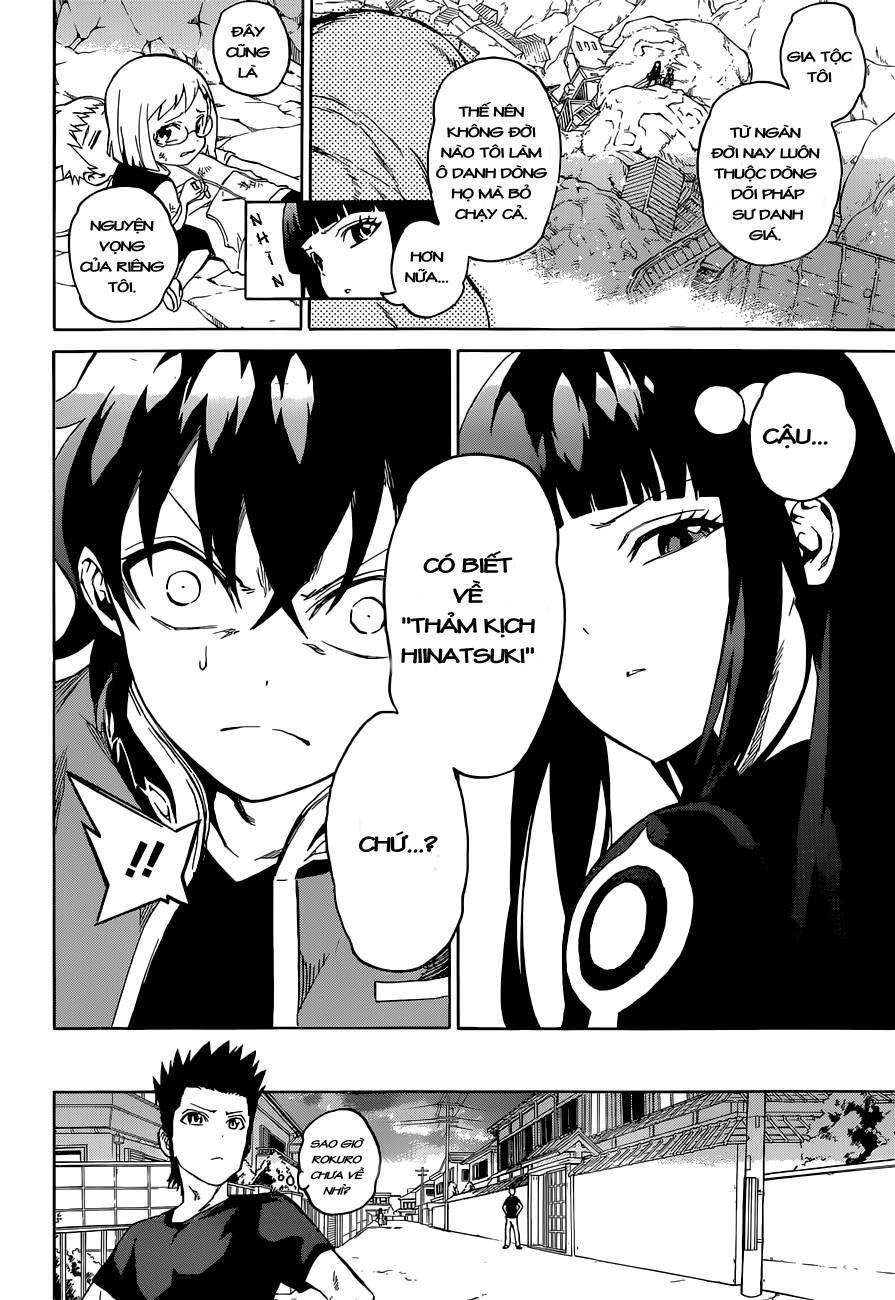 GIA TỘC
TÔI
TỪ NGÀN
ĐỜI NAY LUÔN
THUỘC DÒNG
DÕI PHÁP
SƯ DANH
GIÁ.
THẾ NÊN
KHÔNG ĐỜI
NÀO TÔI LÀM
Ô DANH DÒNG
HỌ MÀ BỎ
CHẠY CẢ.
HƠN
NỮA...
NHÌN
ĐÂY
CŨNG
LÀ
NGUYỆN
VỌNG
CỦA RIÊNG
TÔI.
CẬU...
CÓ BIẾT
VỀ
"THẢM KỊCH
HIINATSUKI"
CHỨ...?
!!
SAO GIỜ
ROKURO
CHƯA VỀ
NHỈ?